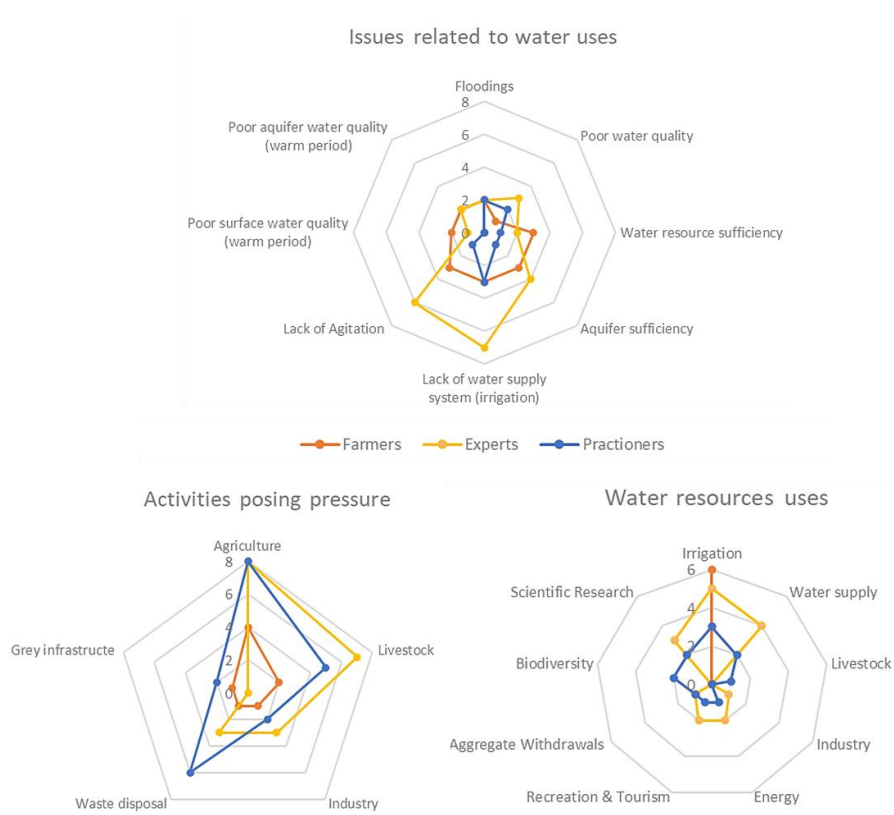 Issues related to water uses
Floodings
8
Poor aquifer water quality
(warm period)
Poor water quality
6
4
2
Poor surface water quality
(warm period)
0
Water resource sufficiency
Lack of Agitation
Aquifer sufficiency
Lack of water supply
system (irrigation)
Farmers
Experts
Practioners
Activities posing pressure
Agriculture
8
6
4
2
0
Grey infrastructe
Livestock
Waste disposal
Industry
Water resources uses
Irrigation
6
Scientific Research
Water supply
4
2
Biodiversity
Livestock
0
Aggregate Withdrawals
Industry
Recreation & Tourism
Energy